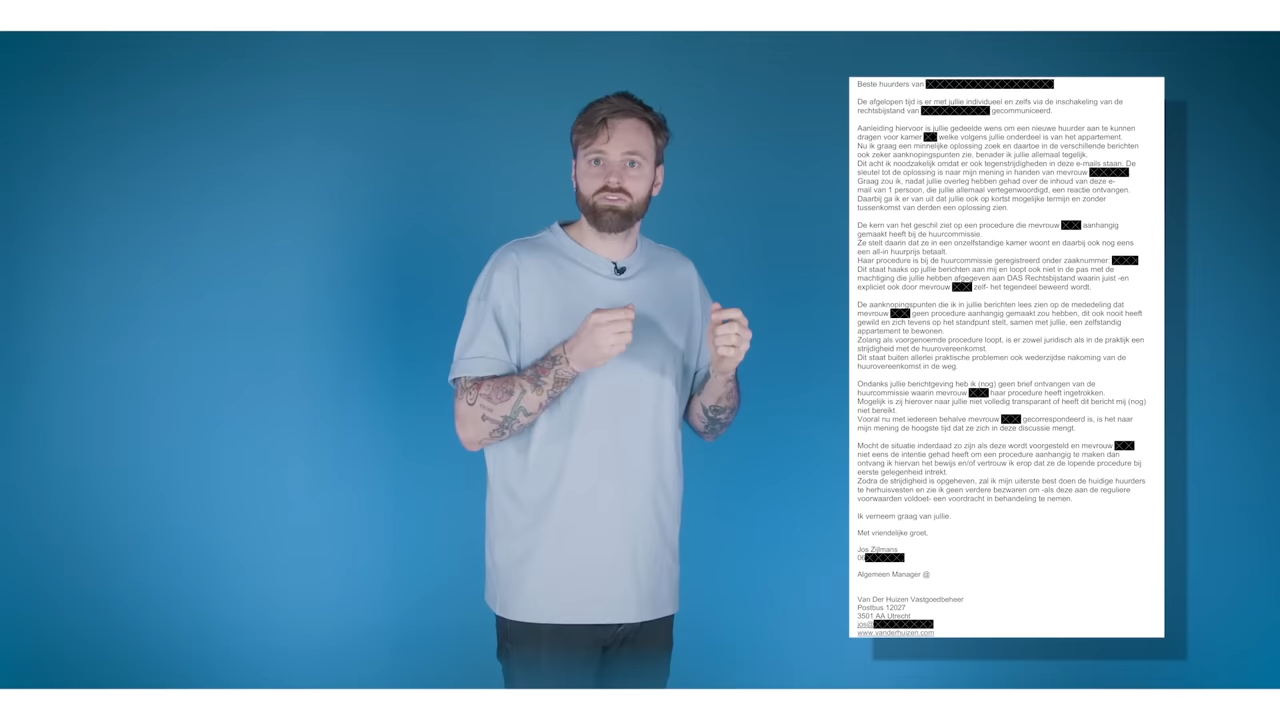 Beste huurders van
De afgelopen tijd is er met jullie individueel en zelfs via de inschakeling van de
rechtsbijstand van gecommuniceerd.
Aanleiding hiervoor is jullie gedeelde wens om een nieuwe huurder aan te kunnen
dragen voor kamer welke volgens jullie onderdeel is van het appartement.
Nu ik graag een minnelijke oplossing zoek en daartoe in de verschillende berichten
ook zeker aanknopingspunten zie, benader ik jullie allemaal tegelijk.
Dit acht ik noodzakelijk omdat er ook tegenstrijdigheden in deze e-mails staan. De
sleutel tot de oplossing is naar mijn mening in handen van mevrouw
Graag zou ik, nadat jullie overleg hebben gehad over de inhoud van deze e-
mail van 1 persoon, die jullie allemaal vertegenwoordigd, een reactie ontvangen.
Daarbij ga ik er van uit dat jullie ook op kortst mogelijke termijn en zonder
tussenkomst van derden een oplossing zien.
De kern van het geschil ziet op een procedure die mevrouw aanhangig
gemaakt heeft bij de huurcommissie.
Ze stelt daarin dat ze in een onzelfstandige kamer woont en daarbij ook nog eens
een all-in huurprijs betaalt.
Haar procedure is bij de huurcommissie geregistreerd onder zaaknummer:
Dit staat haaks op jullie berichten aan mij en loopt ook niet in de pas met de
machtiging die jullie hebben afgegeven aan DAS Rechtsbijstand waarin juist -en
expliciet ook door mevrouw zelf- het tegendeel beweerd wordt.
De aanknopingspunten die ik in jullie berichten lees zien op de mededeling dat
mevrouw geen procedure aanhangig gemaakt zou hebben, dit ook nooit heeft
gewild en zich tevens op het standpunt stelt, samen met jullie, een zelfstandig
appartement te bewonen.
Zolang als voorgenoemde procedure loopt, is er zowel juridisch als in de praktijk een
strijdigheid met de huurovereenkomst.
Dit staat buiten allerlei praktische problemen ook wederzijdse nakoming van de
huurovereenkomst in de weg.
Ondanks jullie berichtgeving heb ik (nog) geen brief ontvangen van de
huurcommissie waarin mevrouw haar procedure heeft ingetrokken.
Mogelijk is zij hierover naar jullie niet volledig transparant of heeft dit bericht mij (nog)
niet bereikt.
Vooral nu met iedereen behalve mevrouw gecorrespondeerd is, is het naar
mijn mening de hoogste tijd dat ze zich in deze discussie mengt.
Mocht de situatie inderdaad zo zijn als deze wordt voorgesteld en mevrouw
niet eens de intentie gehad heeft om een procedure aanhangig te maken dan
ontvang ik hiervan het bewijs en/of vertrouw ik erop dat ze de lopende procedure bij
eerste gelegenheid intrekt.
Zodra de strijdigheid is opgeheven, zal ik mijn uiterste best doen de huidige huurders
te herhuisvesten en zie ik geen verdere bezwaren om -als deze aan de reguliere
voorwaarden voldoet- een voordracht in behandeling te nemen.
Ik verneem graag van jullie.
Met vriendelijke groet,
Jos Zijlmans
06
Algemeen Manager @
Van Der Huizen Vastgoedbeheer
Postbus 12027
3501 AA Utrecht
jos@
www.vanderhuizen.com